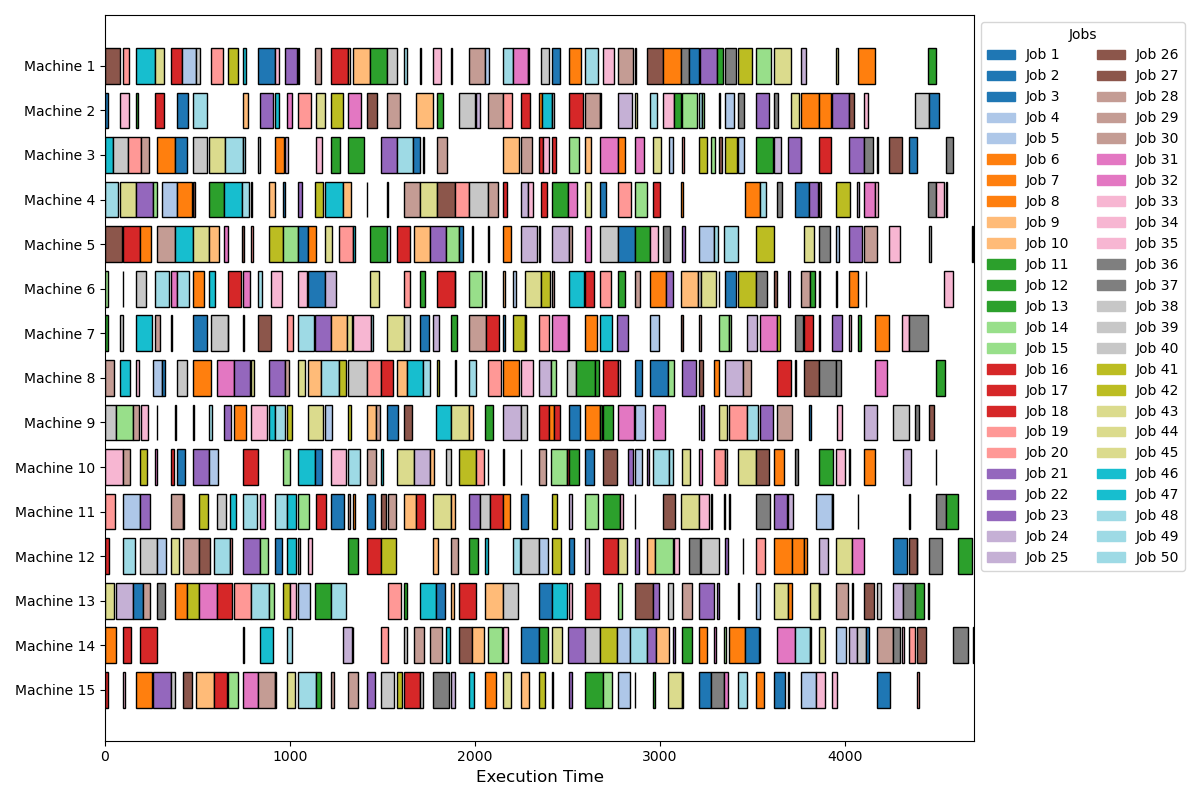 Machine 1
Machine 2
Machine 3
Machine 4
Machine 5
Machine 6
Machine 7
Machine 8
Machine 9
Machine 10
Machine 11
Machine 12
Machine 13
Machine 14
Machine 15
0 1000 2000 3000 4000
Execution Time
Jobs
Job 1 Job 26
Job 2 Job 27
Job 3 Job 28
Job 4 Job 29
Job 5 Job 30
Job 6 Job 31
Job 7 Job 32
Job 8 Job 33
Job 9 Job 34
Job 10 Job 35
Job 11 Job 36
Job 12 Job 37
Job 13 Job 38
Job 14 Job 39
Job 15 Job 40
Job 16 Job 41
Job 17 Job 42
Job 18 Job 43
Job 19 Job 44
Job 20 Job 45
Job 21 Job 46
Job 22 Job 47
Job 23 Job 48
Job 24 Job 49
Job 25 Job 50